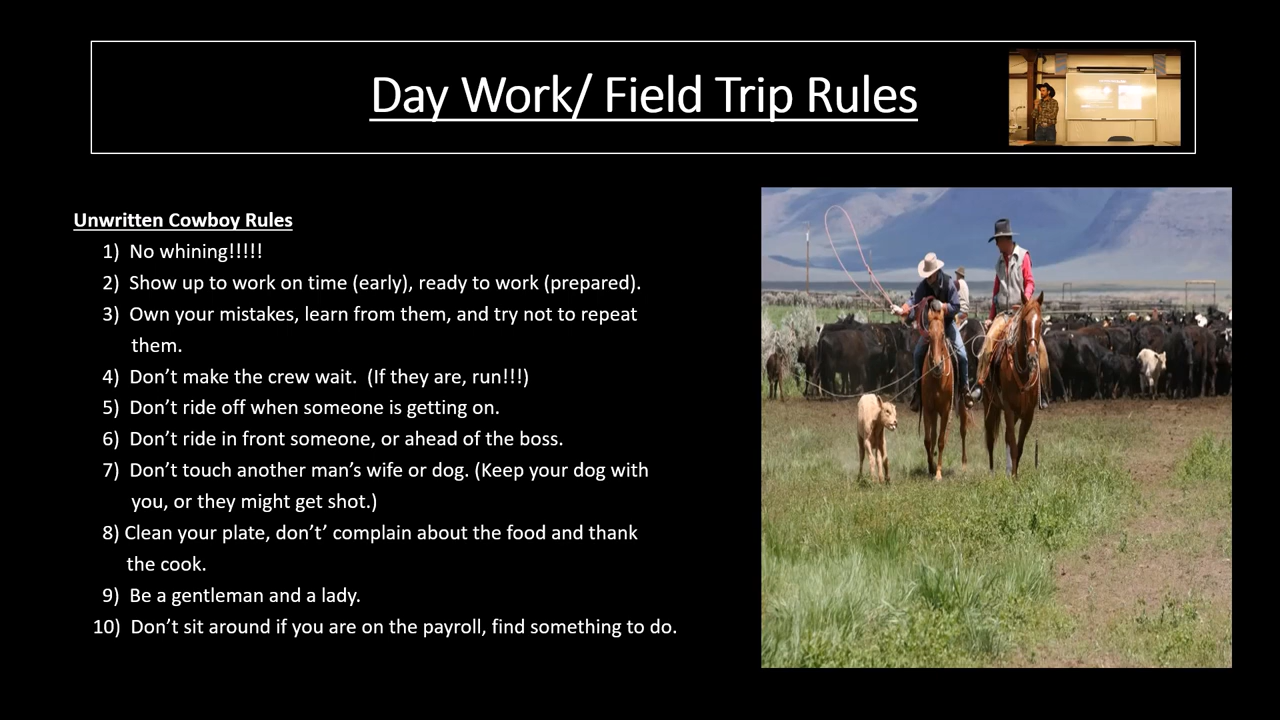 Day Work/ Field Trip Rules
Unwritten Cowboy Rules
1) No whining!!!!!
2) Show up to work on time (early), ready to work (prepared).
3) Own your mistakes, learn from them, and try not to repeat
them.
4) Don’t make the crew wait. (If they are, run!!!)
5) Don’t ride off when someone is getting on.
6) Don’t ride in front someone, or ahead of the boss.
7) Don’t touch another man’s wife or dog. (Keep your dog with
you, or they might get shot.)
8) Clean your plate, don’t’ complain about the food and thank
the cook.
9) Be a gentleman and a lady.
10) Don’t sit around if you are on the payroll, find something to do.